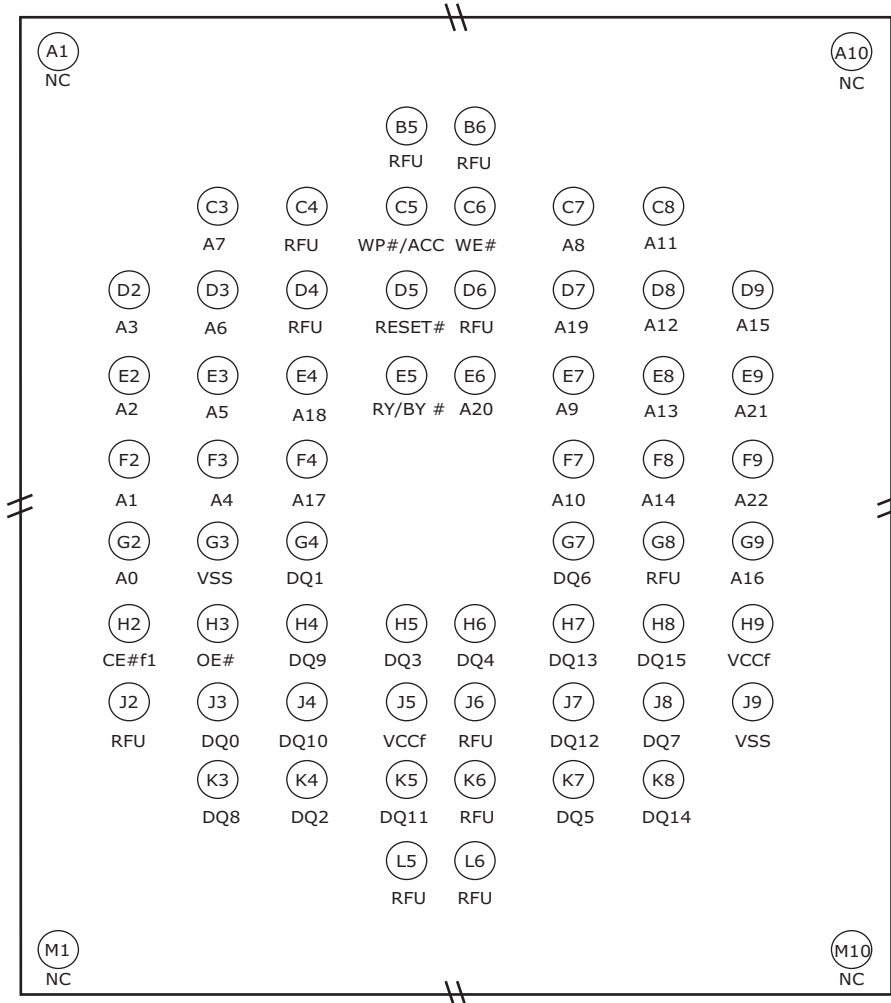 A1 A10
NC NC
B5 B6
RFU RFU
C3 C4 C5 C6 C7 C8
A7 RFU WP#/ACC WE# A8 A11
D2 D3 D4 D5 D6 D7 D8 D9
A3 A6 RFU RESET# RFU A19 A12 A15
E2 E3 E4 E5 E6 E7 E8 E9
A2 A5 A18 RY/BY # A20 A9 A13 A21
F2 F3 F4 F7 F8 F9
A1 A4 A17 A10 A14 A22
G2 G3 G4 G7 G8 G9
A0 VSS DQ1 DQ6 RFU A16
H2 H3 H4 H5 H6 H7 H8 H9
CE#f1 OE# DQ9 DQ3 DQ4 DQ13 DQ15 VCCf
J2 J3 J4 J5 J6 J7 J8 J9
RFU DQ0 DQ10 VCCf RFU DQ12 DQ7 VSS
K3 K4 K5 K6 K7 K8
DQ8 DQ2 DQ11 RFU DQ5 DQ14
L5 L6
RFU RFU
M1 M10
NC NC